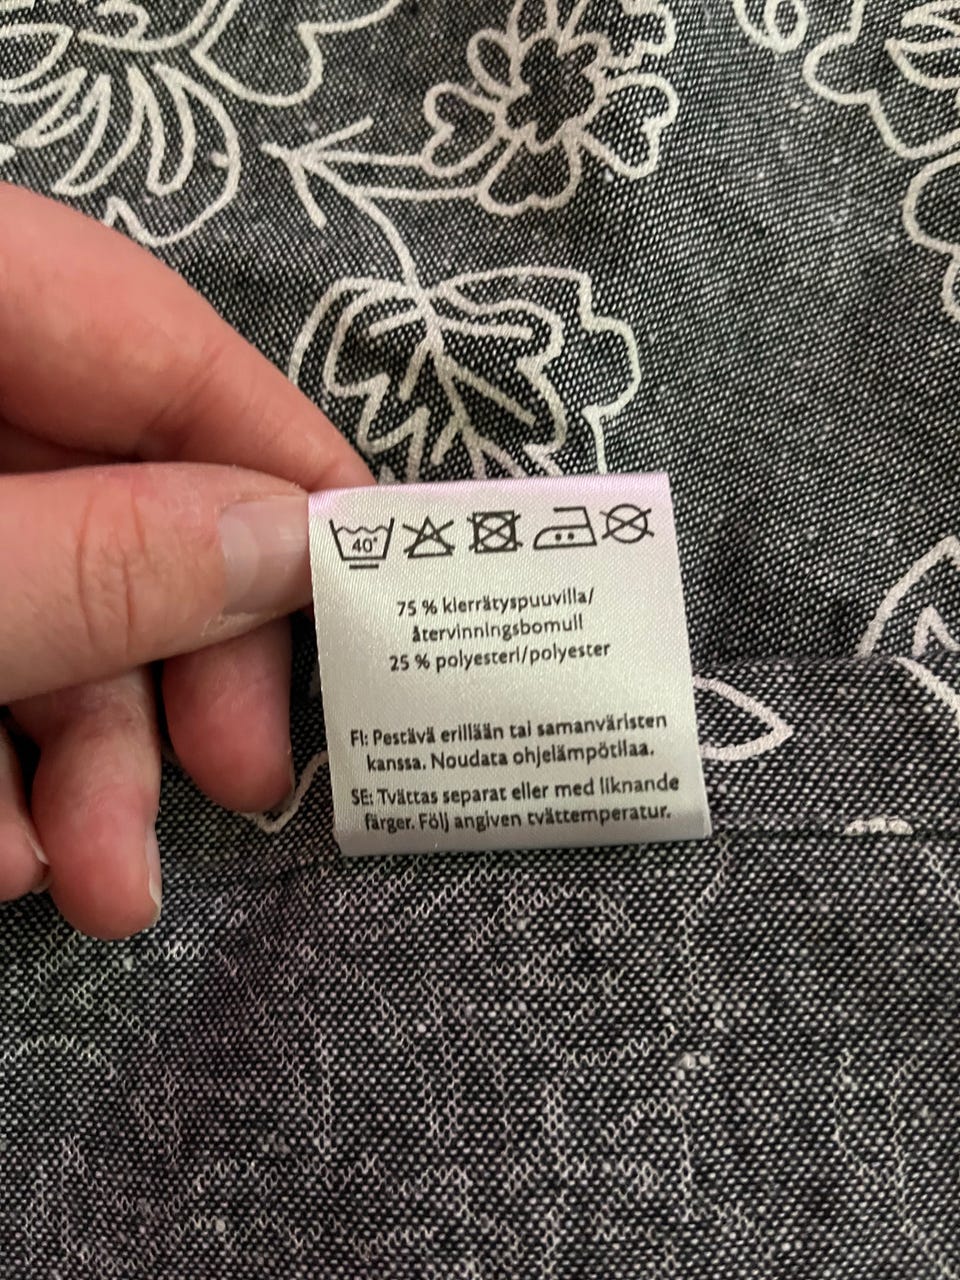 40°
75 % kierrätyspuuvilla/
återvinningsbomull
25 % polyesteri/polyester
FI: Pestävä erillään tai samanväristen
kanssa. Noudata ohjelämpötilaa.
SE: Tvättas separat eller med liknande
färger. Följ angiven tvättemperatur.